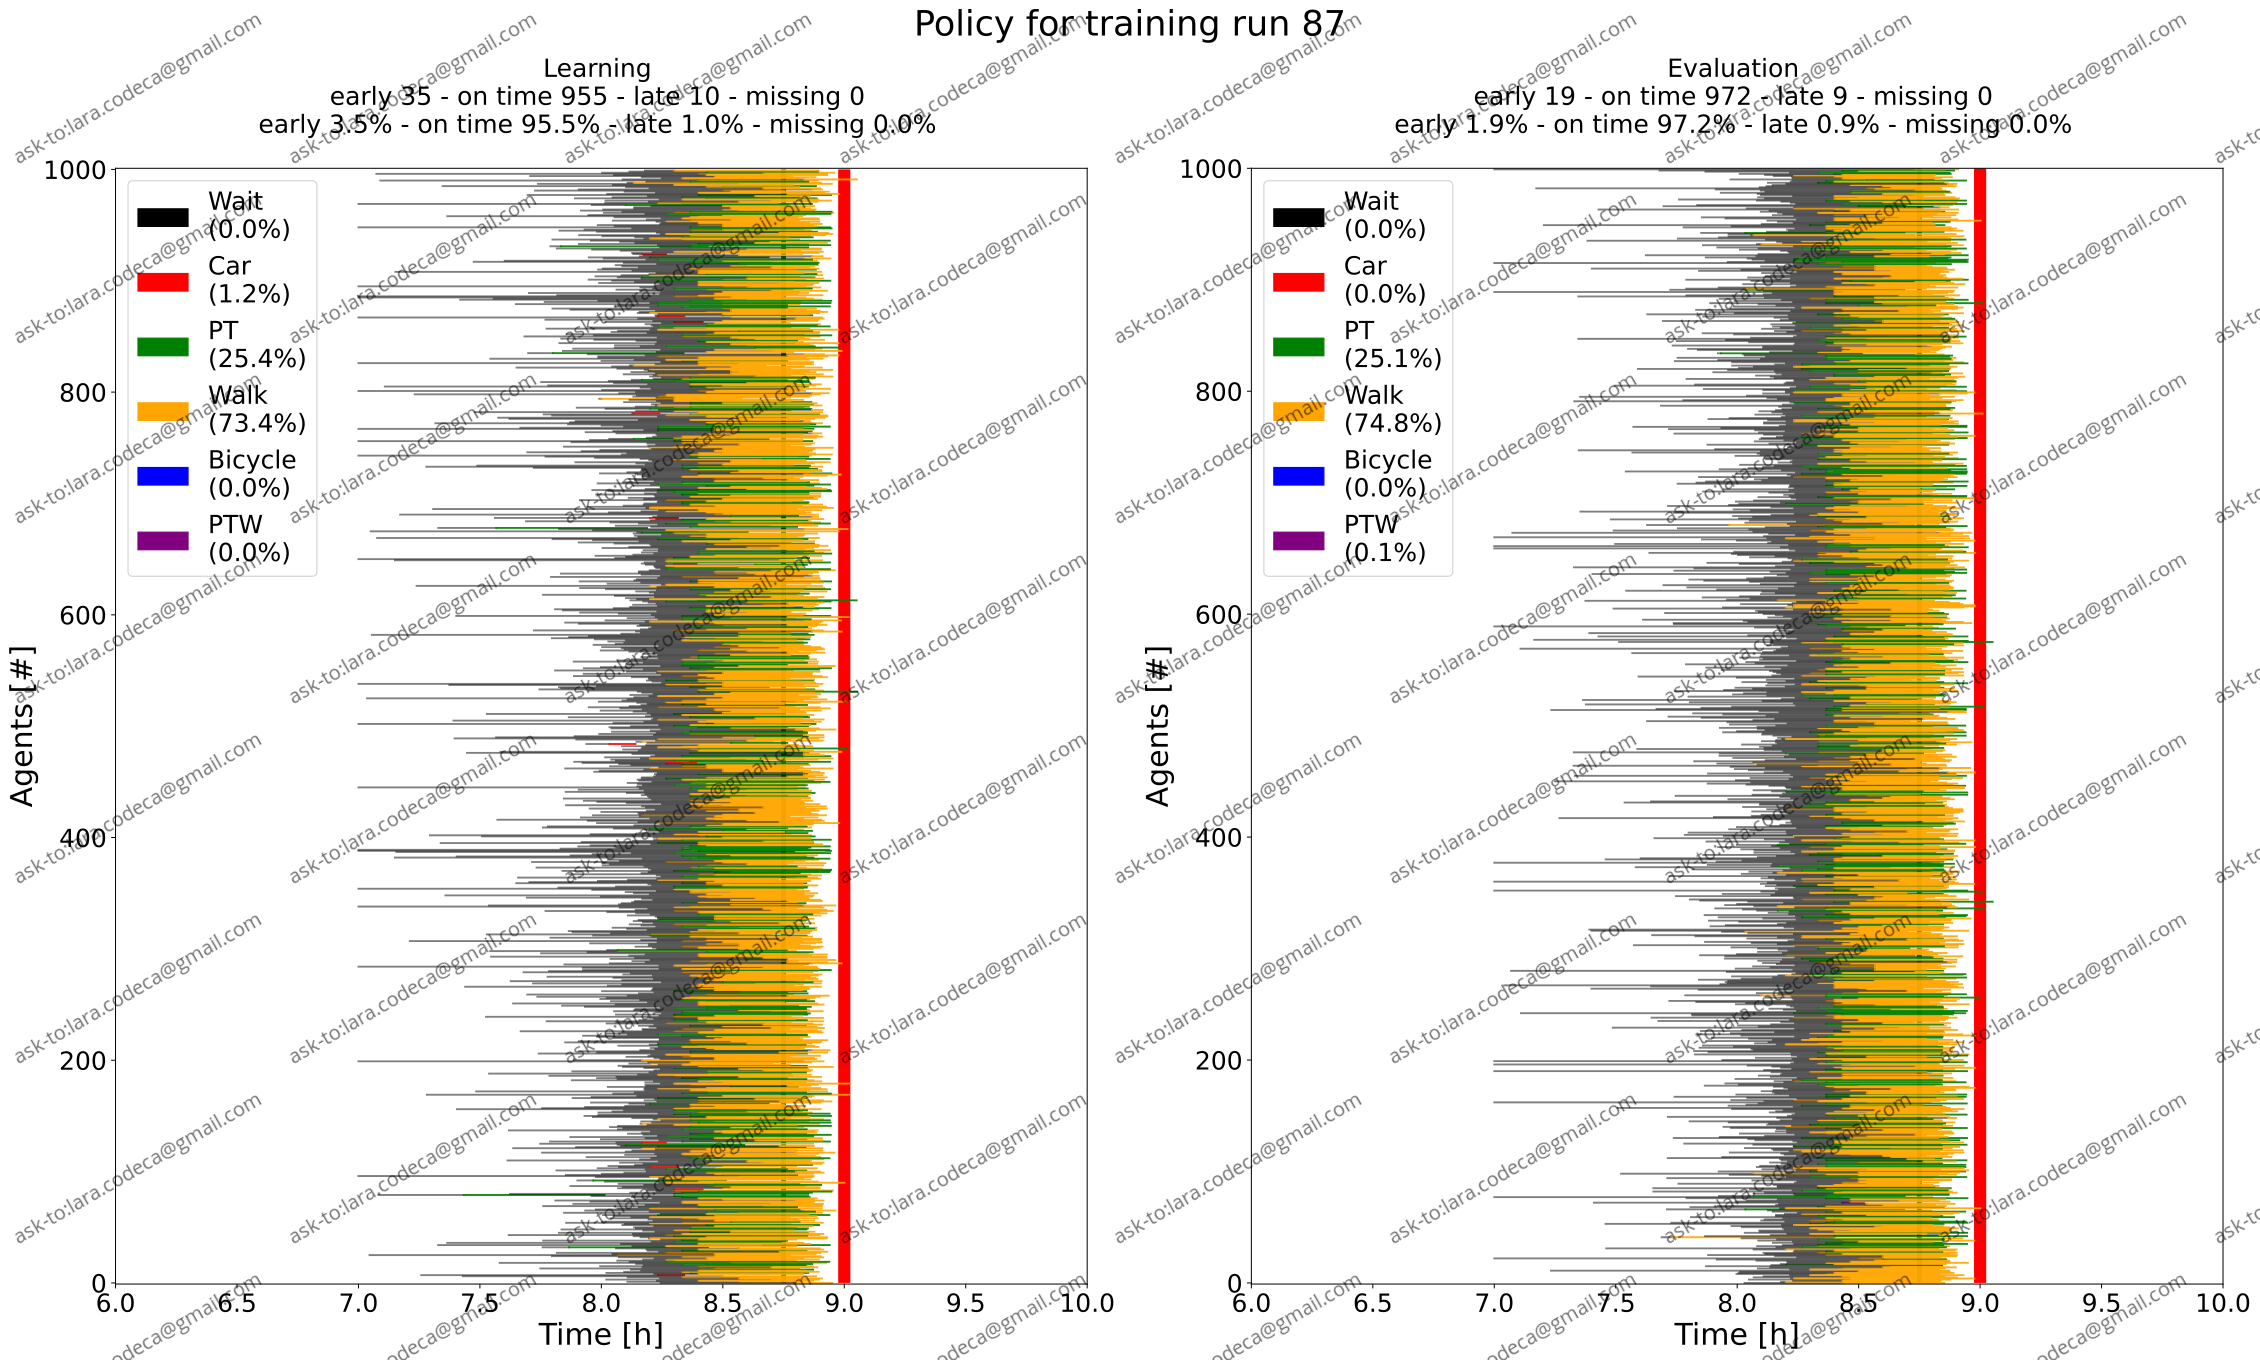 Policy for training run 87
Learning
early 35 - on time 955 - late 10 - missing 0
early 3.5% - on time 95.5% - late 1.0% - missing 0.0%
1000
800
600
400
200
0
Agents [#]
Wait
(0.0%)
Car
(1.2%)
PT
(25.4%)
Walk
(73.4%)
Bicycle
(0.0%)
PTW
(0.0%)
6.0 6.5 7.0 7.5 8.0 8.5 9.0 9.5 10.0
Time [h]
Evaluation
early 19 - on time 972 - late 9 - missing 0
early 1.9% - on time 97.2% - late 0.9% - missing 0.0%
1000
800
600
400
200
0
Agents [#]
Wait
(0.0%)
Car
(0.0%)
PT
(25.1%)
Walk
(74.8%)
Bicycle
(0.0%)
PTW
(0.1%)
6.0 6.5 7.0 7.5 8.0 8.5 9.0 9.5 10.0
Time [h]
ask-to:lara.codeca@gmail.com